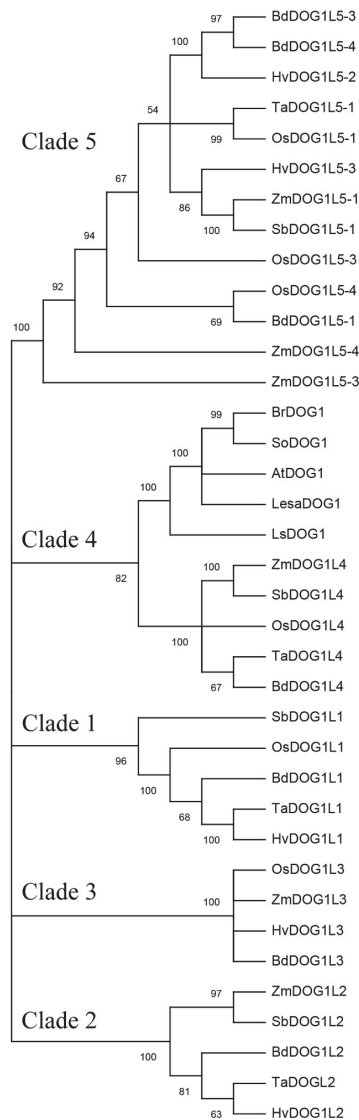 97
BdDOG1L5-3
BdDOG1L5-4
100
HvDOG1L5-2
54
TaDOG1L5-1
99
OsDOG1L5-1
Clade 5
67
HvDOG1L5-3
86
ZmDOG1L5-1
100
SbDOG1L5-1
94
OsDOG1L5-3
OsDOG1L5-4
92
69
BdDOG1L5-1
100
ZmDOG1L5-4
ZmDOG1L5-3
99
BrDOG1
SoDOG1
100
AtDOG1
100
LesaDOG1
LsDOG1
Clade 4
82
100
ZmDOG1L4
SbDOG1L4
100
OsDOG1L4
TaDOG1L4
67
BdDOG1L4
Clade 1
SbDOG1L1
96
OsDOG1L1
100
BdDOG1L1
68
TaDOG1L1
100
HvDOG1L1
Clade 3
OsDOG1L3
100
ZmDOG1L3
HvDOG1L3
BdDOG1L3
Clade 2
97
ZmDOG1L2
SbDOG1L2
100
BdDOG1L2
81
TaDOGL2
63
HvDOG1L2